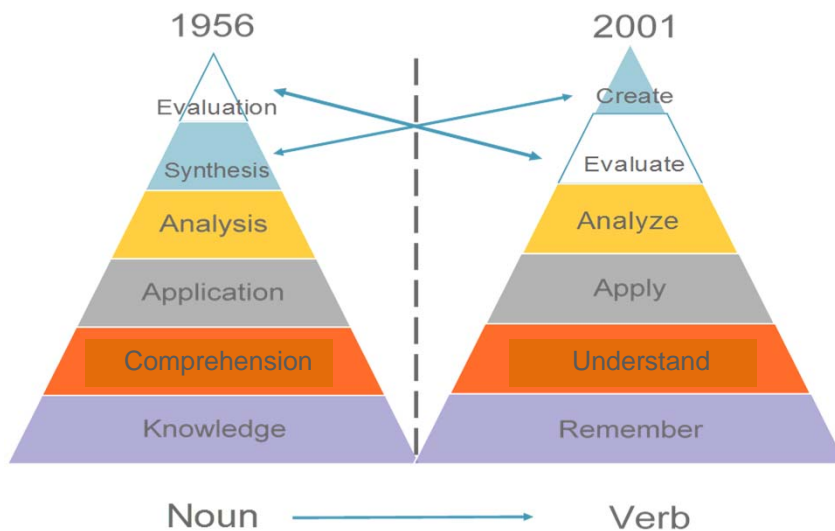 1956
Evaluation
Synthesis
Analysis
Application
Comprehension
Knowledge
2001
Create
Evaluate
Analyze
Apply
Understand
Remember
Noun
Verb